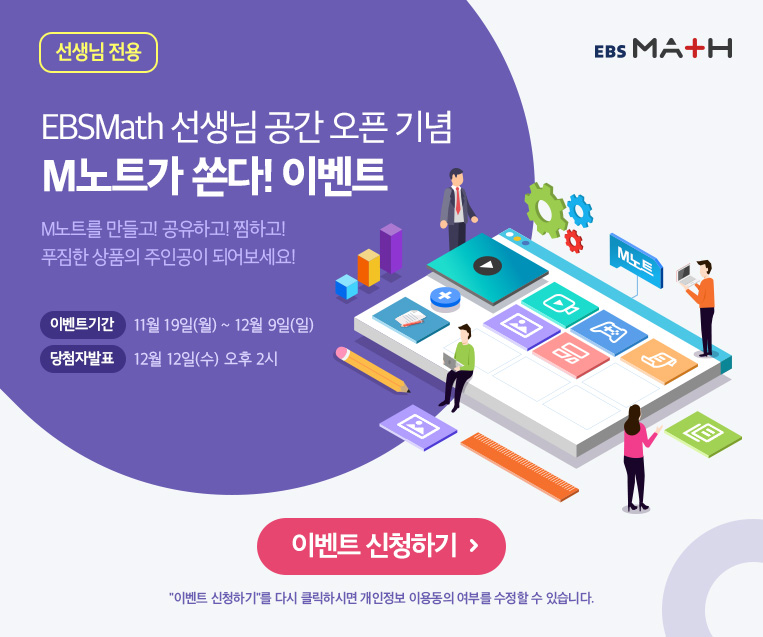 선생님 전용
EBS MATH
EBSMath 선생님 공간 오픈 기념
M노트가 쏜다! 이벤트
M노트를 만들고! 공유하고! 찜하고!
푸짐한 상품의 주인공이 되어보세요!
M노트
이벤트기간 11월 19일(월) ~ 12월 9일(일)
당첨자발표 12월 12일(수) 오후 2시
이벤트 신청하기 >
"이벤트 신청하기"를 다시 클릭하시면 개인정보 이용동의 여부를 수정할 수 있습니다.